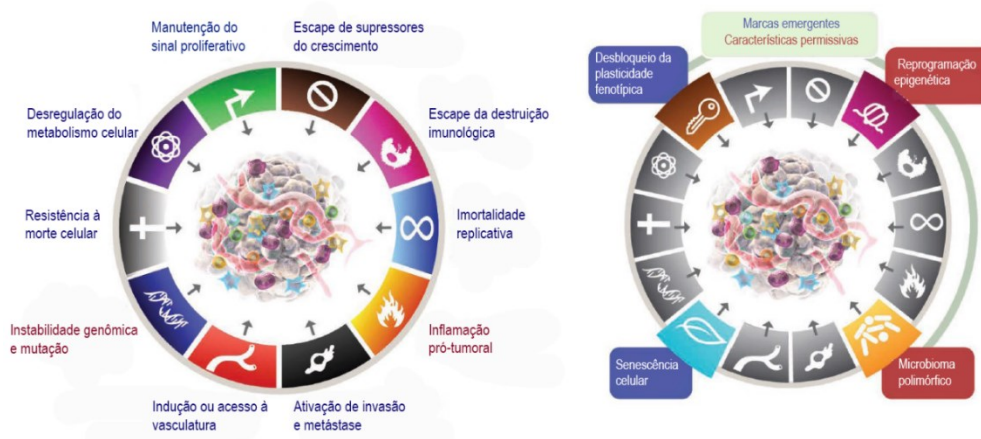 Manutenção do
sinal proliferativo
Escape de supressores
do crescimento
Desregulação do
metabolismo celular
Escape da destruição
imunológica
Resistência à
morte celular
Imortalidade
replicativa
Instabilidade genômica
e mutação
Inflamação
pró-tumoral
Indução ou acesso à
vasculatura
Ativação de invasão
e metástase
Marcas emergentes
Características permissivas
Desbloqueio da
plasticidade
fenotípica
Reprogramação
epigenética
Senescência
celular
Microbioma
polimórfico